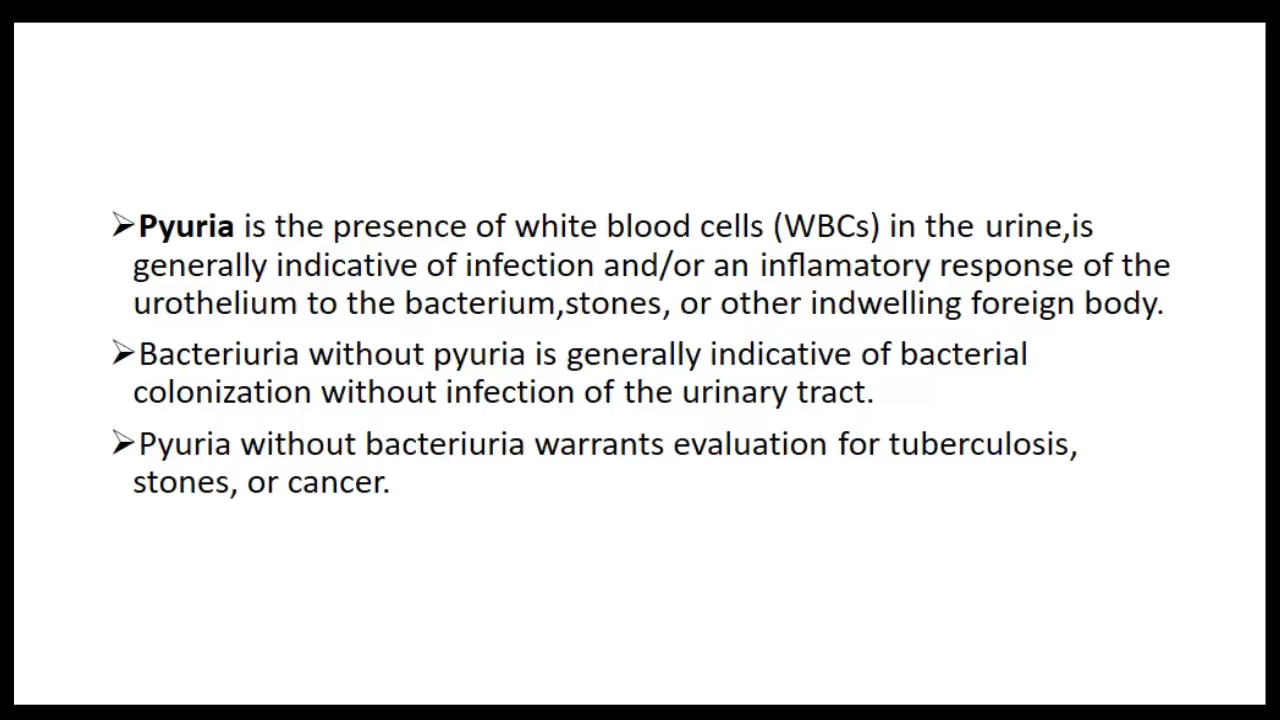 ➢Pyuria is the presence of white blood cells (WBCs) in the urine,is
generally indicative of infection and/or an inflamatory response of the
urothelium to the bacterium,stones, or other indwelling foreign body.
➢Bacteriuria without pyuria is generally indicative of bacterial
colonization without infection of the urinary tract.
➢Pyuria without bacteriuria warrants evaluation for tuberculosis,
stones, or cancer.